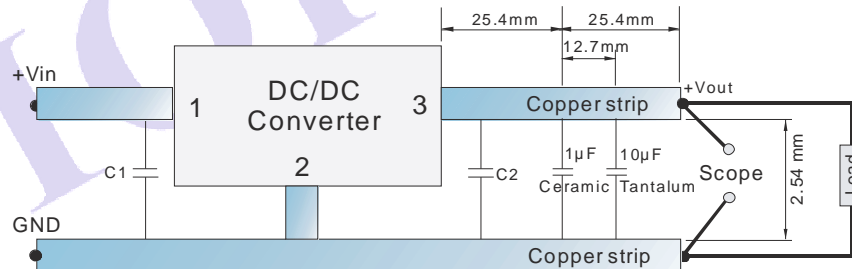 25.4mm
25.4mm
12.7mm
+Vin
DC/DC
Converter
1
2
3
Copper strip
+Vout
C1
C2
1μF
Ceramic
10μF
Tantalum
Scope
2.54 mm
Load
GND
Copper strip